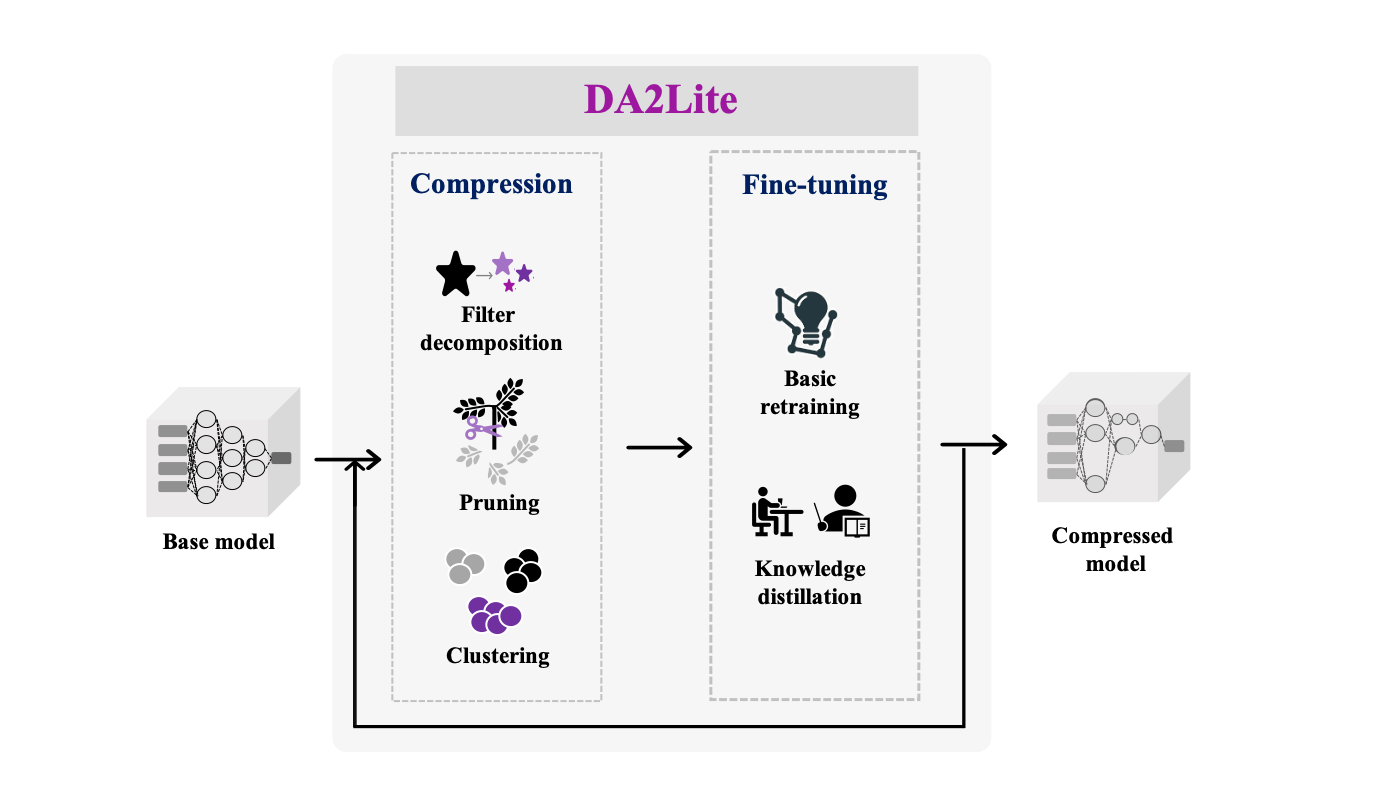 DA2Lite
Compression
Filter
decomposition
Pruning
Clustering
Fine-tuning
Basic
retraining
Knowledge
distillation
Base model
Compressed
model